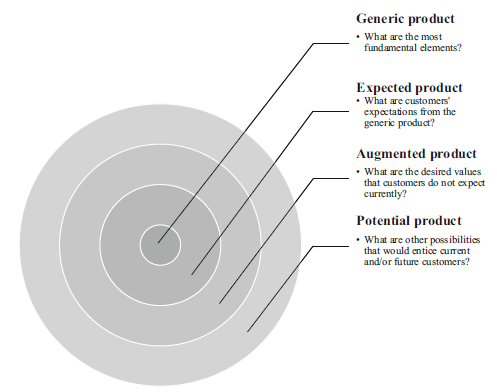 Generic product
• What are the most
fundamental elements?
Expected product
• What are customers'
expectations from the
generic product?
Augmented product
• What are the desired values
that customers do not expect
currently?
Potential product
• What are other possibilities
that would entice current
and/or future customers?